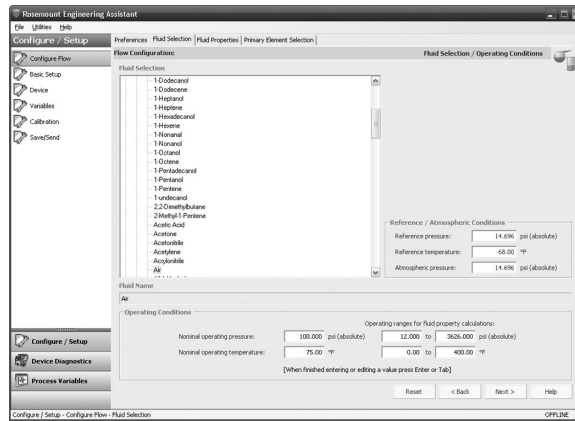 Rosemount Engineering Assistant
File Utilities Help
Configure / Setup
Preferences Fluid Selection Fluid Properties Primary Element Selection
Flow Configuration: Fluid Selection / Operating Conditions
Configure Flow
Basic Setup
Device
Variables
Calibration
Save/Send
Fluid Selection
1-Dodecanol
1-Dodecene
1-Heptanol
1-Heptene
1-Hexadecanol
1-Hexene
1-Nonanal
1-Nonanol
1-Octanol
1-Octene
1-Pentadecanol
1-Pentanol
1-Pentene
1-undecanol
2,2-Dimethylbutane
2-Methyl-1-Pentene
Acetic Acid
Acetone
Acetonitrile
Acetylene
Acrylonitrile
Air
Reference / Atmospheric Conditions
Reference pressure: 14.696 psi (absolute)
Reference temperature: 68.00 °F
Atmospheric pressure: 14.696 psi (absolute)
Fluid Name
Air
Operating Conditions
Operating ranges for fluid property calculations:
Nominal operating pressure: 100.000 psi (absolute) 12.000 to 3626.000 psi (absolute)
Nominal operating temperature: 75.00 °F 0.00 to 400.00 °F
[When finished entering or editing a value press Enter or Tab]
Reset < Back Next > Help
Configure / Setup
Device Diagnostics
Process Variables
Configure / Setup - Configure Flow - Fluid Selection OFFLINE